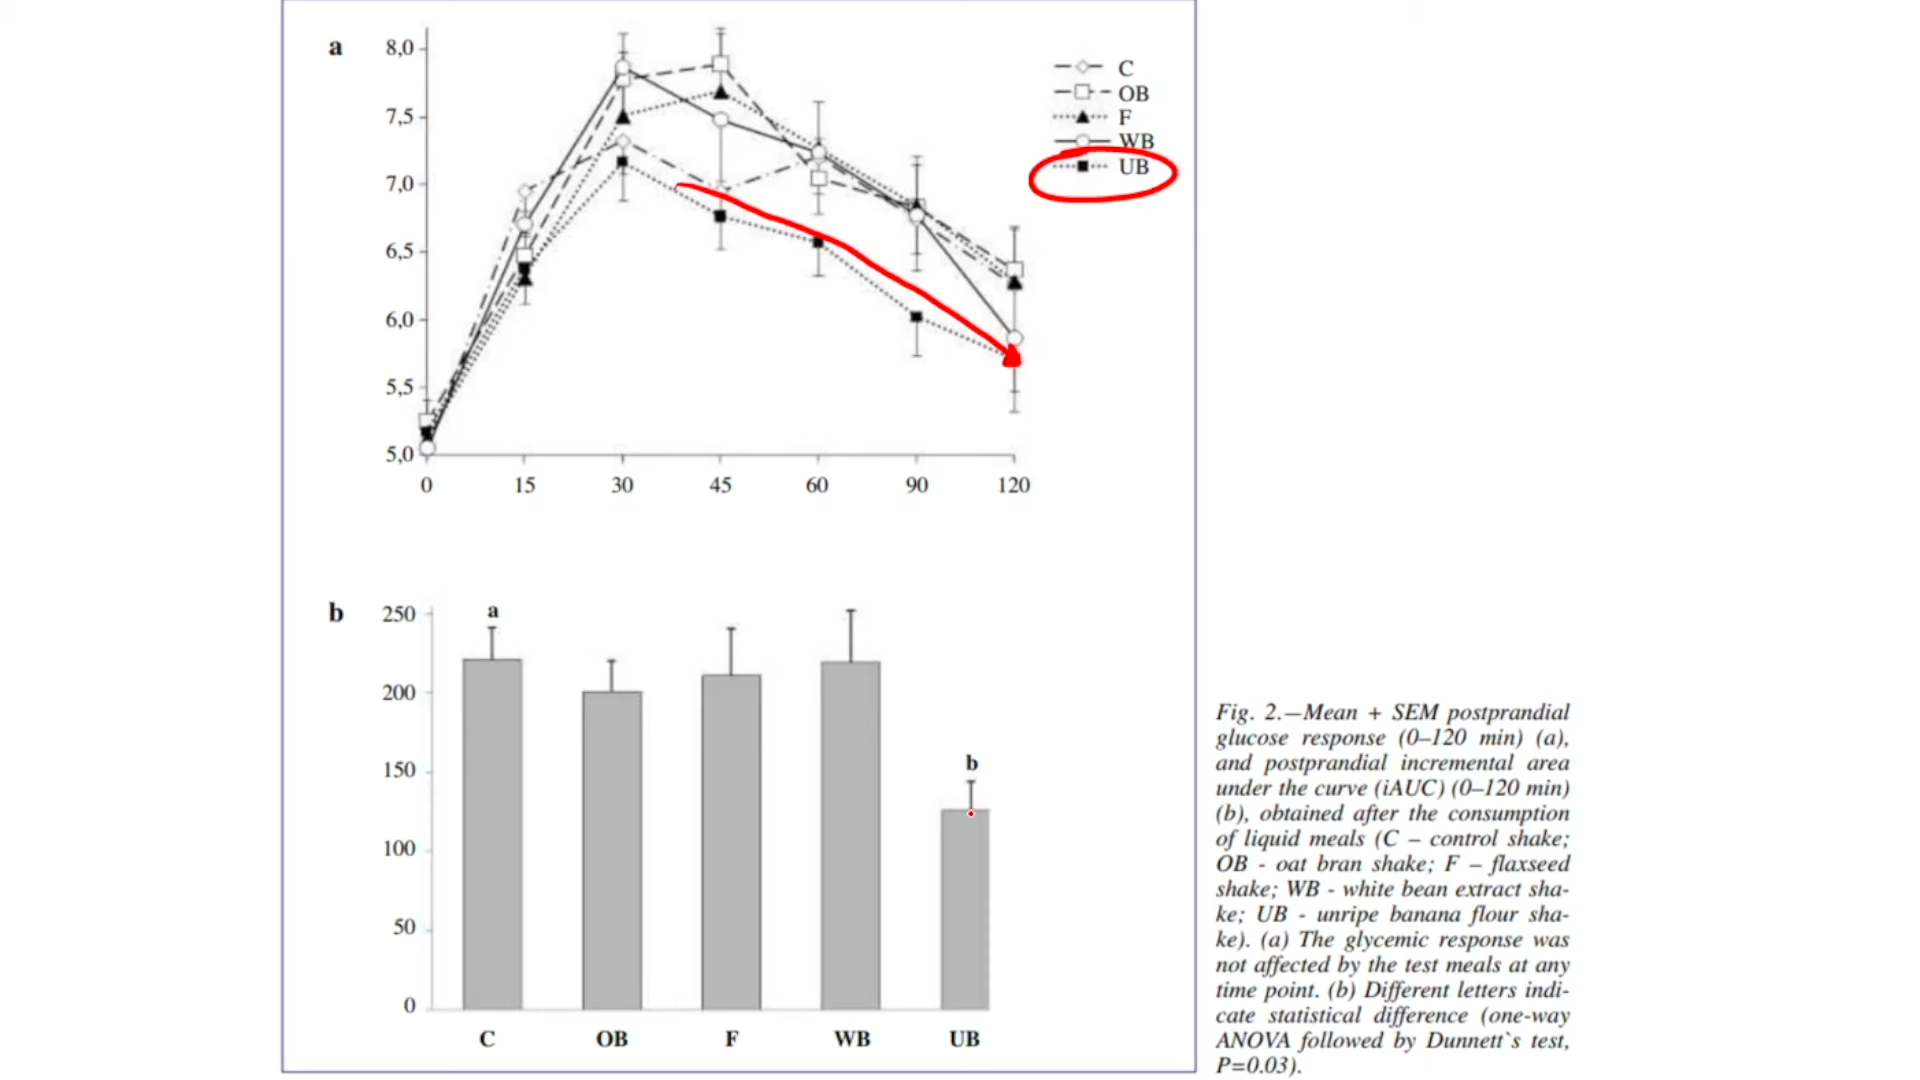 a
8,0
7,5
7,0
6,5
6,0
5,5
5,0
0 15 30 45 60 90 120
C
OB
F
WB
UB
b
250
200
150
100
50
0
a
b
C OB F WB UB
Fig. 2.—Mean + SEM postprandial
glucose response (0–120 min) (a),
and postprandial incremental area
under the curve (iAUC) (0–120 min)
(b), obtained after the consumption
of liquid meals (C – control shake;
OB - oat bran shake; F – flaxseed
shake; WB - white bean extract sha-
ke; UB - unripe banana flour sha-
ke). (a) The glycemic response was
not affected by the test meals at any
time point. (b) Different letters indi-
cate statistical difference (one-way
ANOVA followed by Dunnett`s test,
P=0.03).